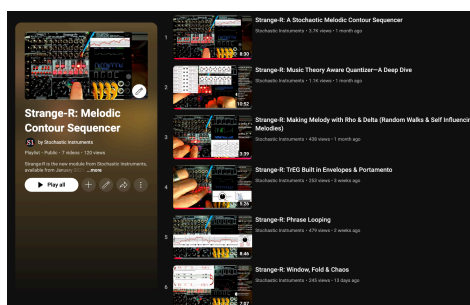 Strange-R: Melodic
Contour Sequencer
by Stochastic Instruments
Playlist • Public • 7 videos • 120 views
Strange-R is the new module from Stochastic Instruments,
available from January ...more
Play all
1
8:30
Strange-R: A Stochastic Melodic Contour Sequencer
Stochastic Instruments • 3.7K views • 1 month ago
2
10:52
Strange-R: Music Theory Aware Quantizer—A Deep Dive
Stochastic Instruments • 1.1K views • 1 month ago
3
3:39
Strange-R: Making Melody with Rho & Delta (Random Walks & Self Influencing
Melodies)
Stochastic Instruments • 438 views • 1 month ago
4
5:26
Strange-R: TrEG Built in Envelopes & Portamento
Stochastic Instruments • 253 views • 2 weeks ago
5
8:46
Strange-R: Phrase Looping
Stochastic Instruments • 479 views • 2 weeks ago
6
7:07
Strange-R: Window, Fold & Chaos
Stochastic Instruments • 245 views • 13 days ago